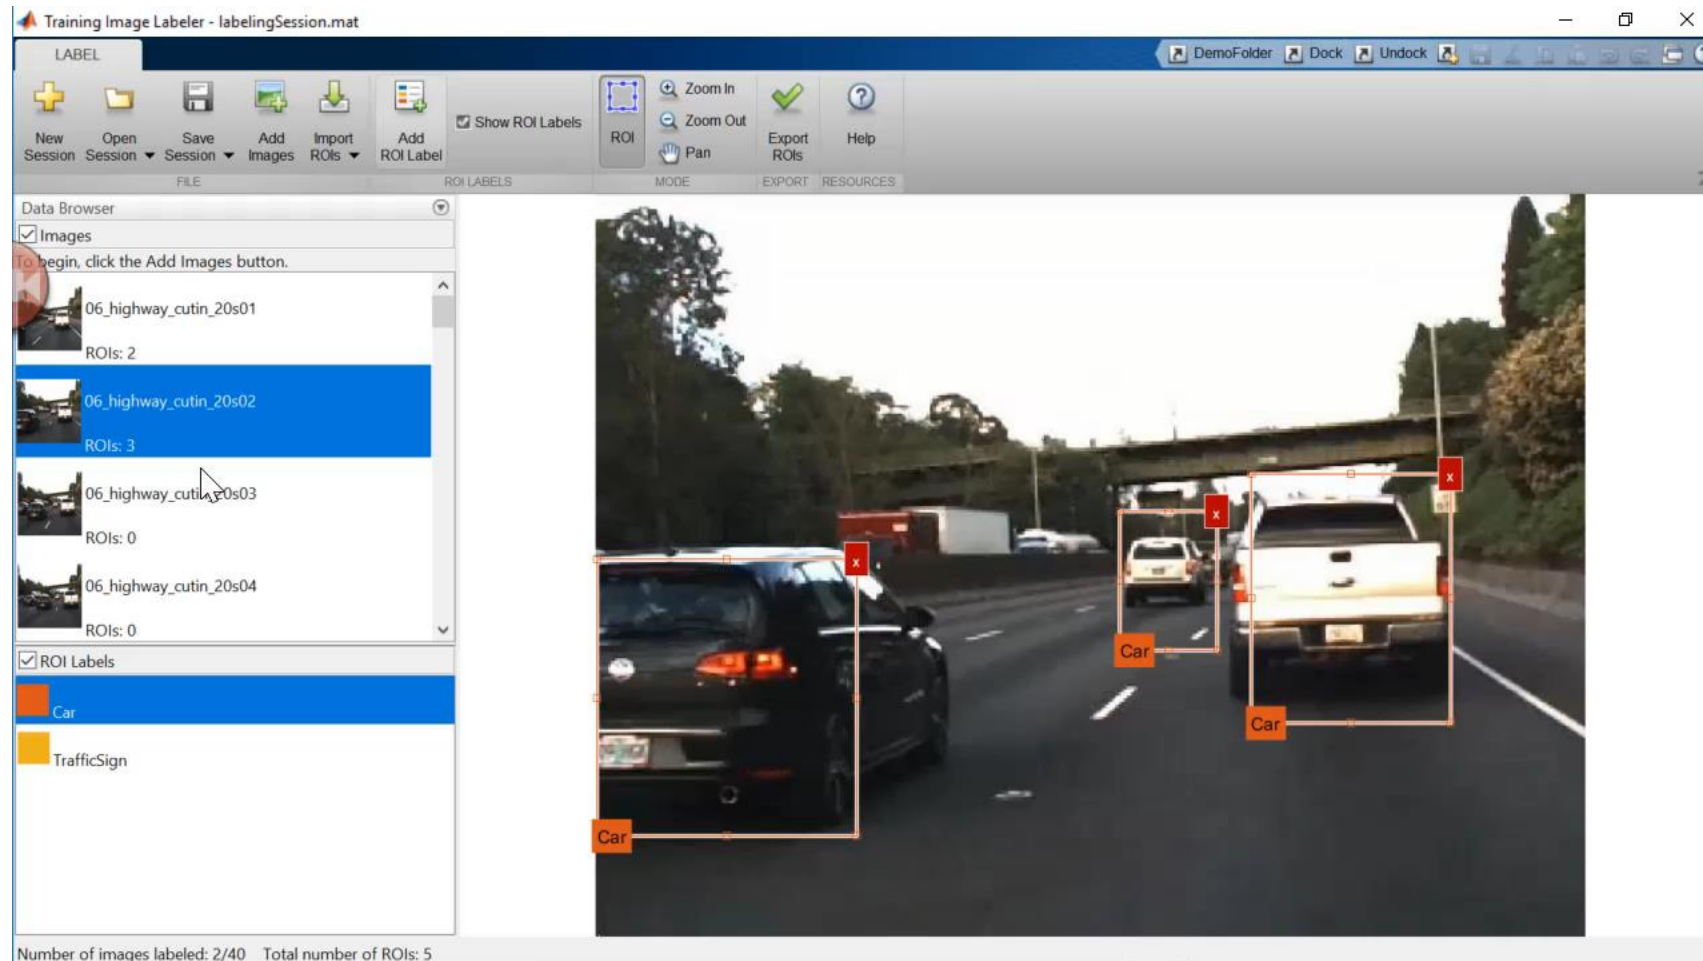 Training Image Labeler - labelingSession.mat
LABEL
DemoFolder Dock Undock
New Session
Open Session
Save Session
Add Images
Import ROIs
Add ROI Label
Show ROI Labels
ROI
Zoom In
Zoom Out
Pan
Export ROIs
Help
FILE
ROI LABELS
MODE
EXPORT
RESOURCES
Data Browser
Images
To begin, click the Add Images button.
06_highway_cutin_20s01
ROIs: 2
06_highway_cutin_20s02
ROIs: 3
06_highway_cutin_20s03
ROIs: 0
06_highway_cutin_20s04
ROIs: 0
ROI Labels
Car
TrafficSign
x
x
x
Car
Car
Car
Number of images labeled: 2/40 Total number of ROIs: 5